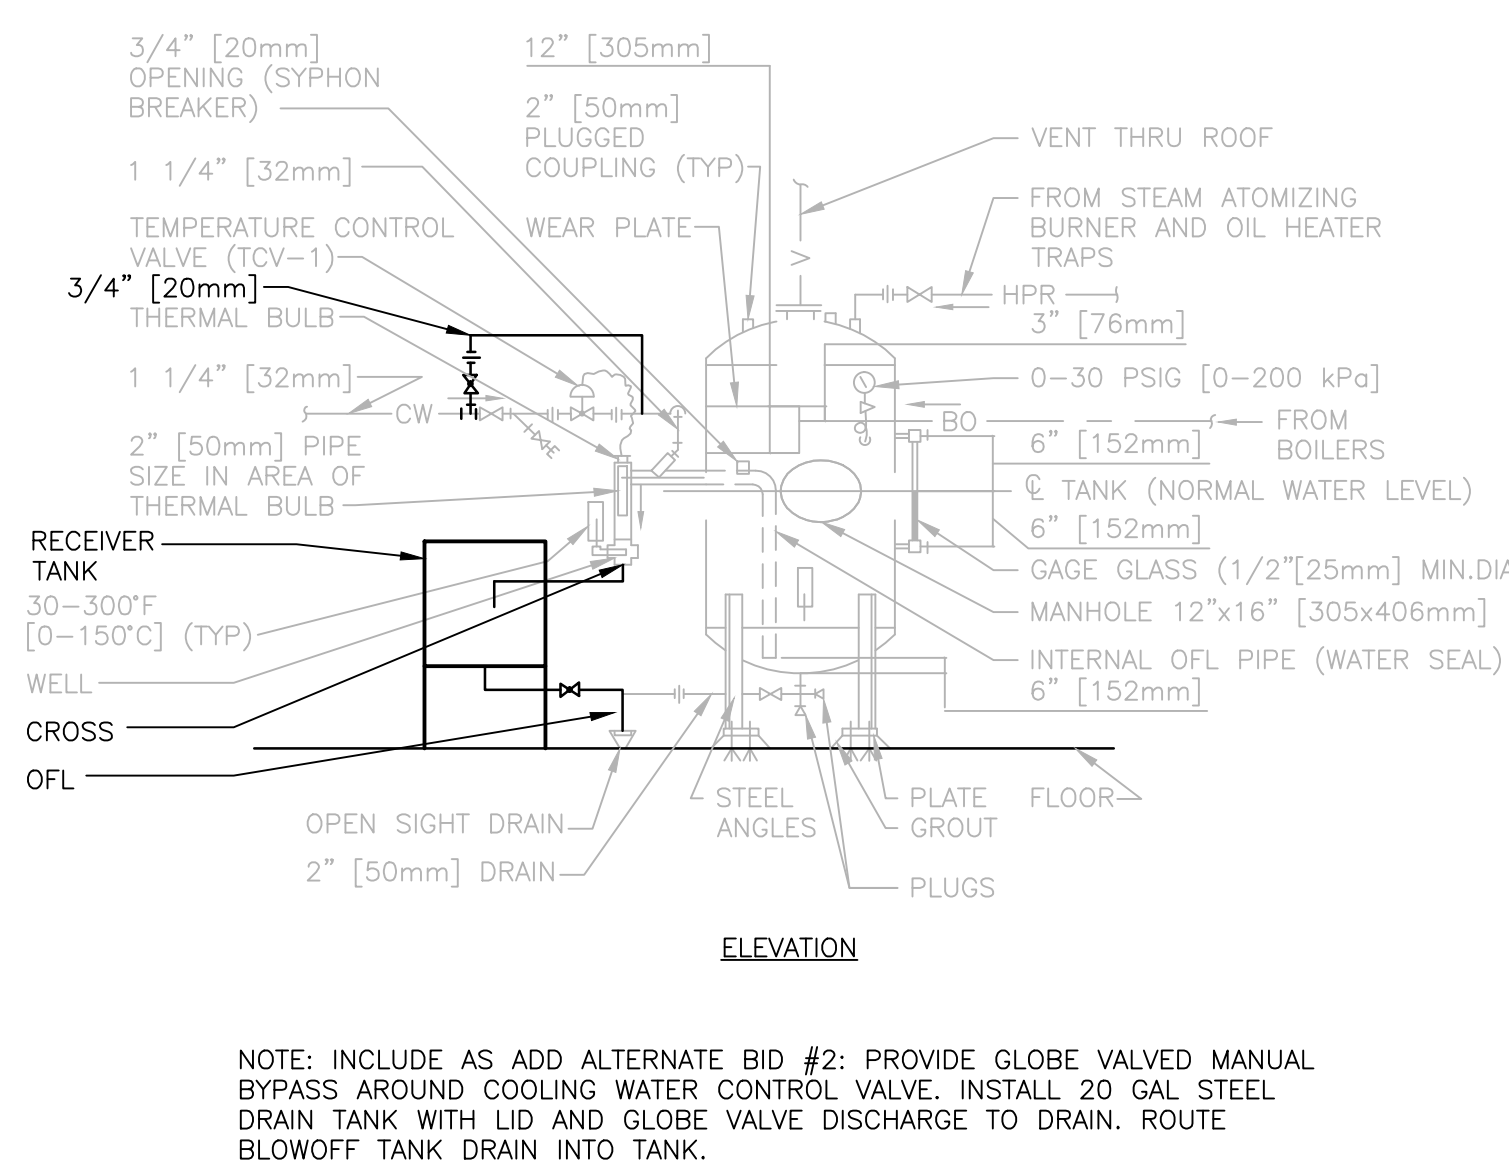 3/4” [20mm]
OPENING (SYPHON
BREAKER)
1 1/4” [32mm]
TEMPERATURE CONTROL
VALVE (TCV–1)
3/4” [20mm]
THERMAL BULB
1 1/4” [32mm]
CW
2” [50mm] PIPE
SIZE IN AREA OF
THERMAL BULB
RECEIVER
TANK
30–300°F
[0–150°C] (TYP)
WELL
CROSS
OFL
12” [305mm]
2” [50mm]
PLUGGED
COUPLING (TYP)
WEAR PLATE
V
VENT THRU ROOF
FROM STEAM ATOMIZING
BURNER AND OIL HEATER
TRAPS
HPR
3” [76mm]
0–30 PSIG [0–200 kPa]
BO
FROM
BOILERS
6” [152mm]
℄ TANK (NORMAL WATER LEVEL)
6” [152mm]
GAGE GLASS (1/2"[25mm] MIN.DIA
MANHOLE 12"x16” [305x406mm]
INTERNAL OFL PIPE (WATER SEAL)
6” [152mm]
OPEN SIGHT DRAIN
2” [50mm] DRAIN
STEEL
ANGLES
PLATE
GROUT
FLOOR
PLUGS
ELEVATION
NOTE: INCLUDE AS ADD ALTERNATE BID #2: PROVIDE GLOBE VALVED MANUAL
BYPASS AROUND COOLING WATER CONTROL VALVE. INSTALL 20 GAL STEEL
DRAIN TANK WITH LID AND GLOBE VALVE DISCHARGE TO DRAIN. ROUTE
BLOWOFF TANK DRAIN INTO TANK.